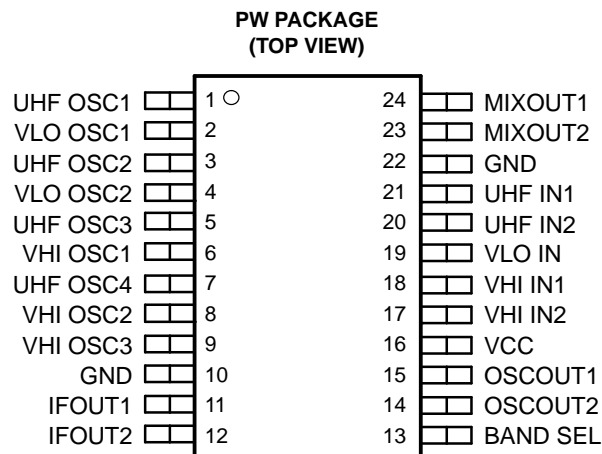 PW PACKAGE
(TOP VIEW)
UHF OSC1 1 24 MIXOUT1
VLO OSC1 2 23 MIXOUT2
UHF OSC2 3 22 GND
VLO OSC2 4 21 UHF IN1
UHF OSC3 5 20 UHF IN2
VHI OSC1 6 19 VLO IN
UHF OSC4 7 18 VHI IN1
VHI OSC2 8 17 VHI IN2
VHI OSC3 9 16 VCC
GND 10 15 OSCOUT1
IFOUT1 11 14 OSCOUT2
IFOUT2 12 13 BAND SEL